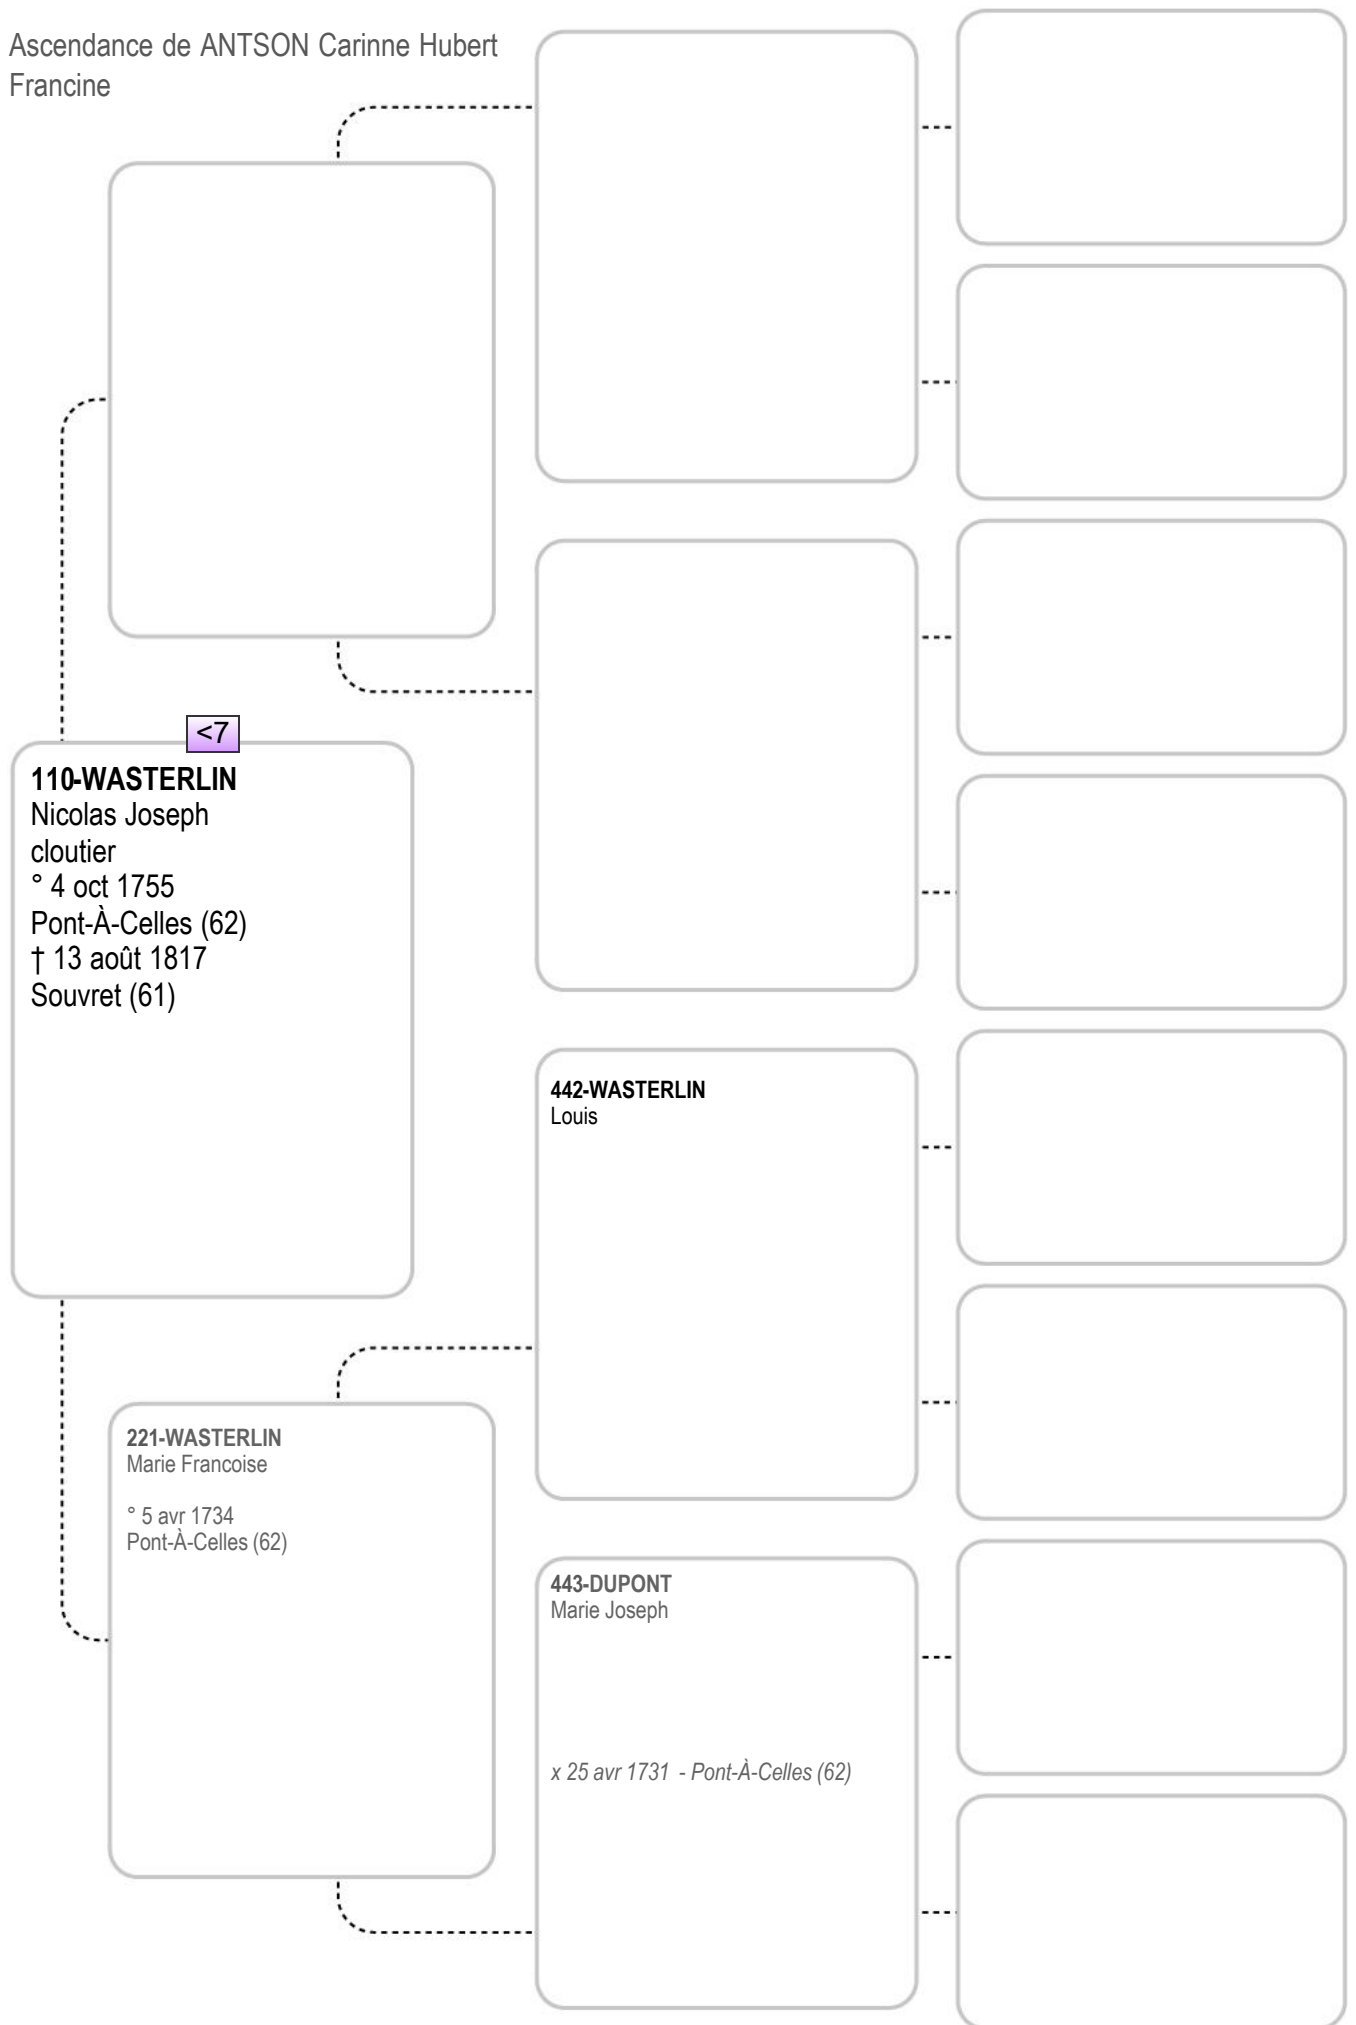 Ascendance de ANTSON Carinne Hubert
Francine
<7
110-WASTERLIN
Nicolas Joseph
cloutier
° 4 oct 1755
Pont-À-Celles (62)
† 13 août 1817
Souvret (61)
442-WASTERLIN
Louis
221-WASTERLIN
Marie Francoise
° 5 avr 1734
Pont-À-Celles (62)
443-DUPONT
Marie Joseph
x 25 avr 1731 - Pont-À-Celles (62)